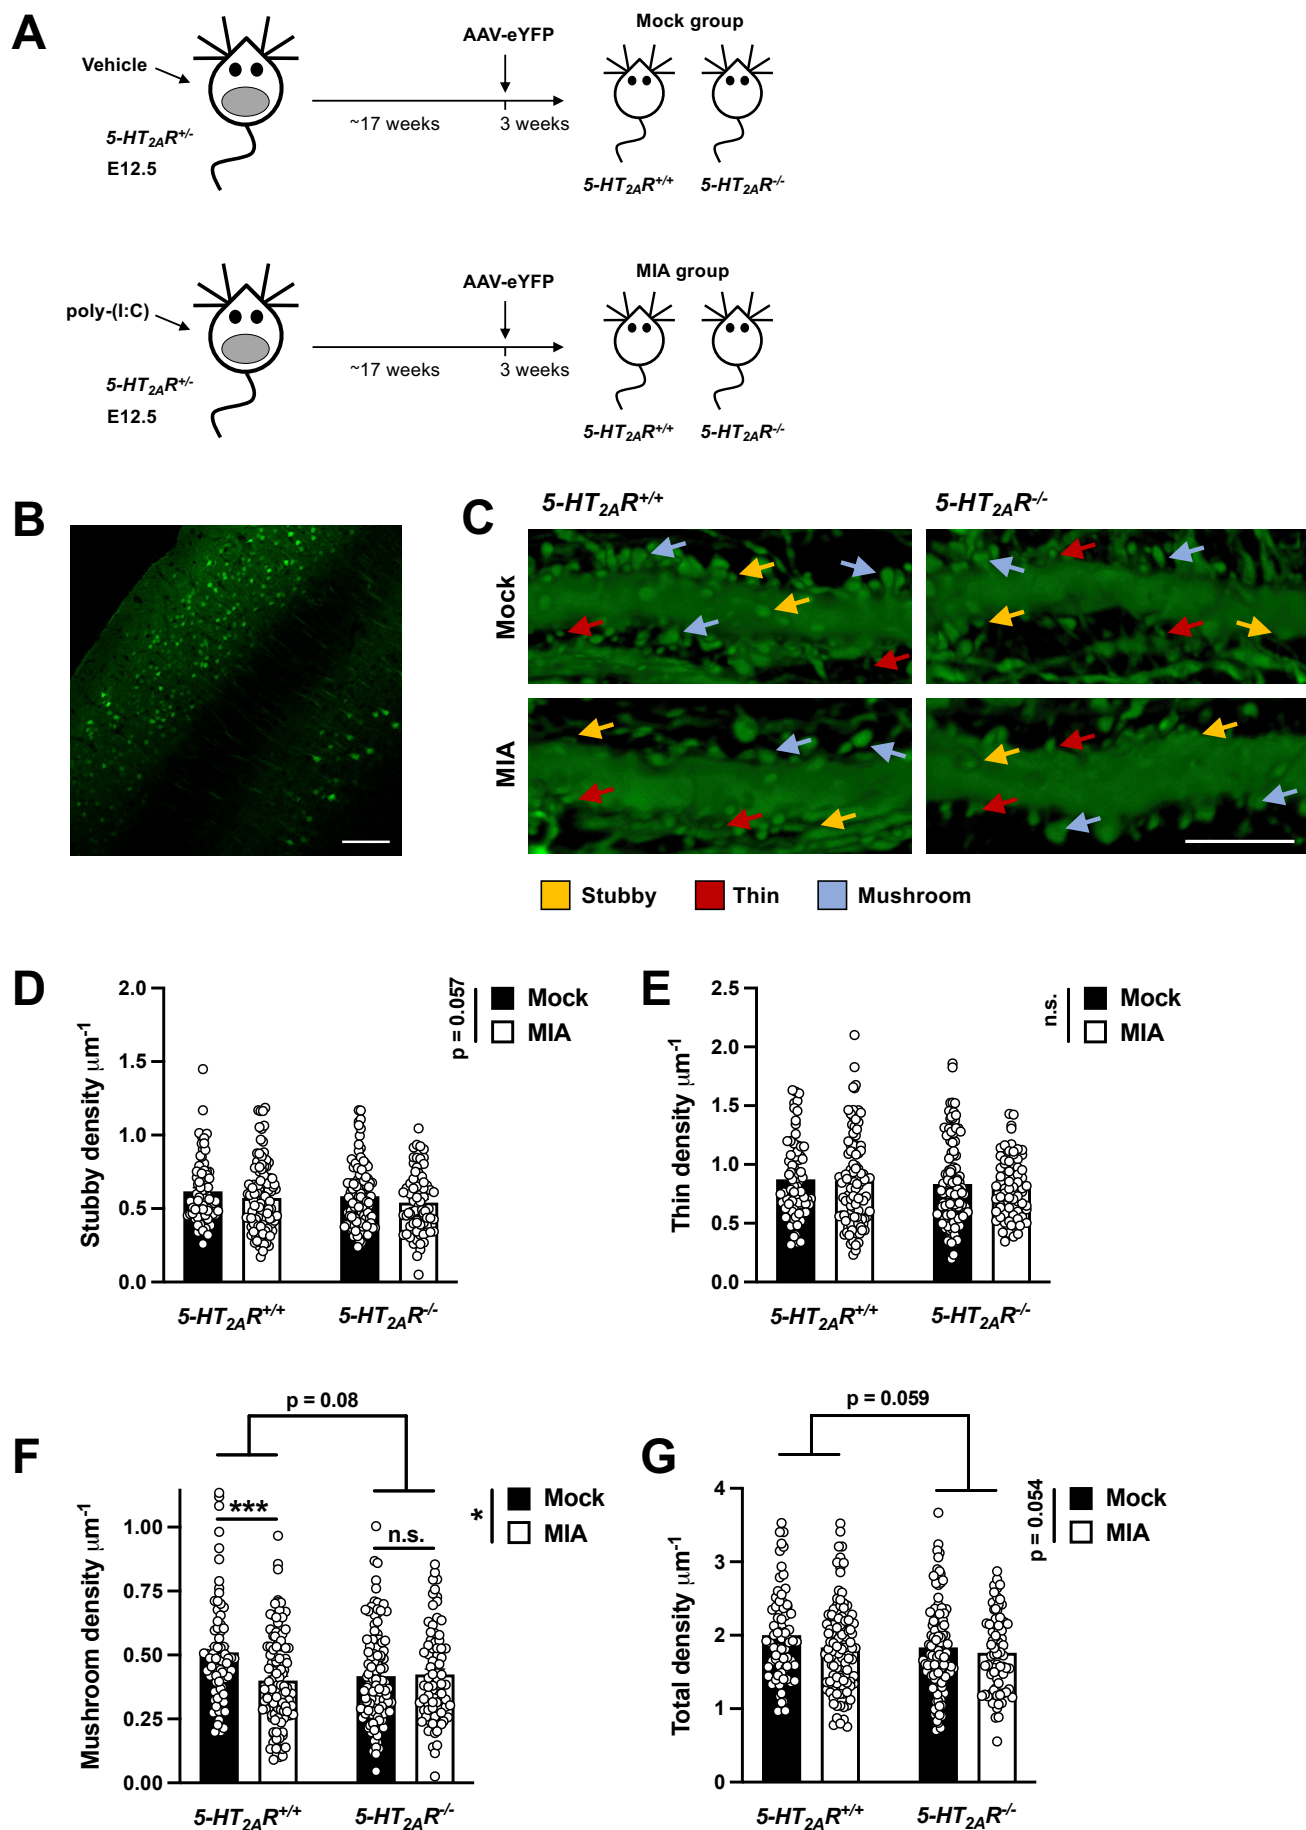 A
Mock group
AAV-eYFP
Vehicle
~17 weeks
3 weeks
5-HT2AR+/-
E12.5
5-HT2AR+/+
5-HT2AR-/-
MIA group
AAV-eYFP
poly-(I:C)
~17 weeks
3 weeks
5-HT2AR+/-
E12.5
5-HT2AR+/+
5-HT2AR-/-
B
C
5-HT2AR+/+
5-HT2AR-/-
Mock
MIA
Stubby
Thin
Mushroom
D
Stubby density μm-1
2.0
1.5
1.0
0.5
0.0
p = 0.057
Mock
MIA
5-HT2AR+/+
5-HT2AR-/-
E
Thin density μm-1
2.5
2.0
1.5
1.0
0.5
0.0
n.s.
Mock
MIA
5-HT2AR+/+
5-HT2AR-/-
F
p = 0.08
Mushroom density μm-1
1.00
0.75
0.50
0.25
0.00
***
n.s.
*
Mock
MIA
5-HT2AR+/+
5-HT2AR-/-
G
p = 0.059
Total density μm-1
4
3
2
1
0
p = 0.054
Mock
MIA
5-HT2AR+/+
5-HT2AR-/-